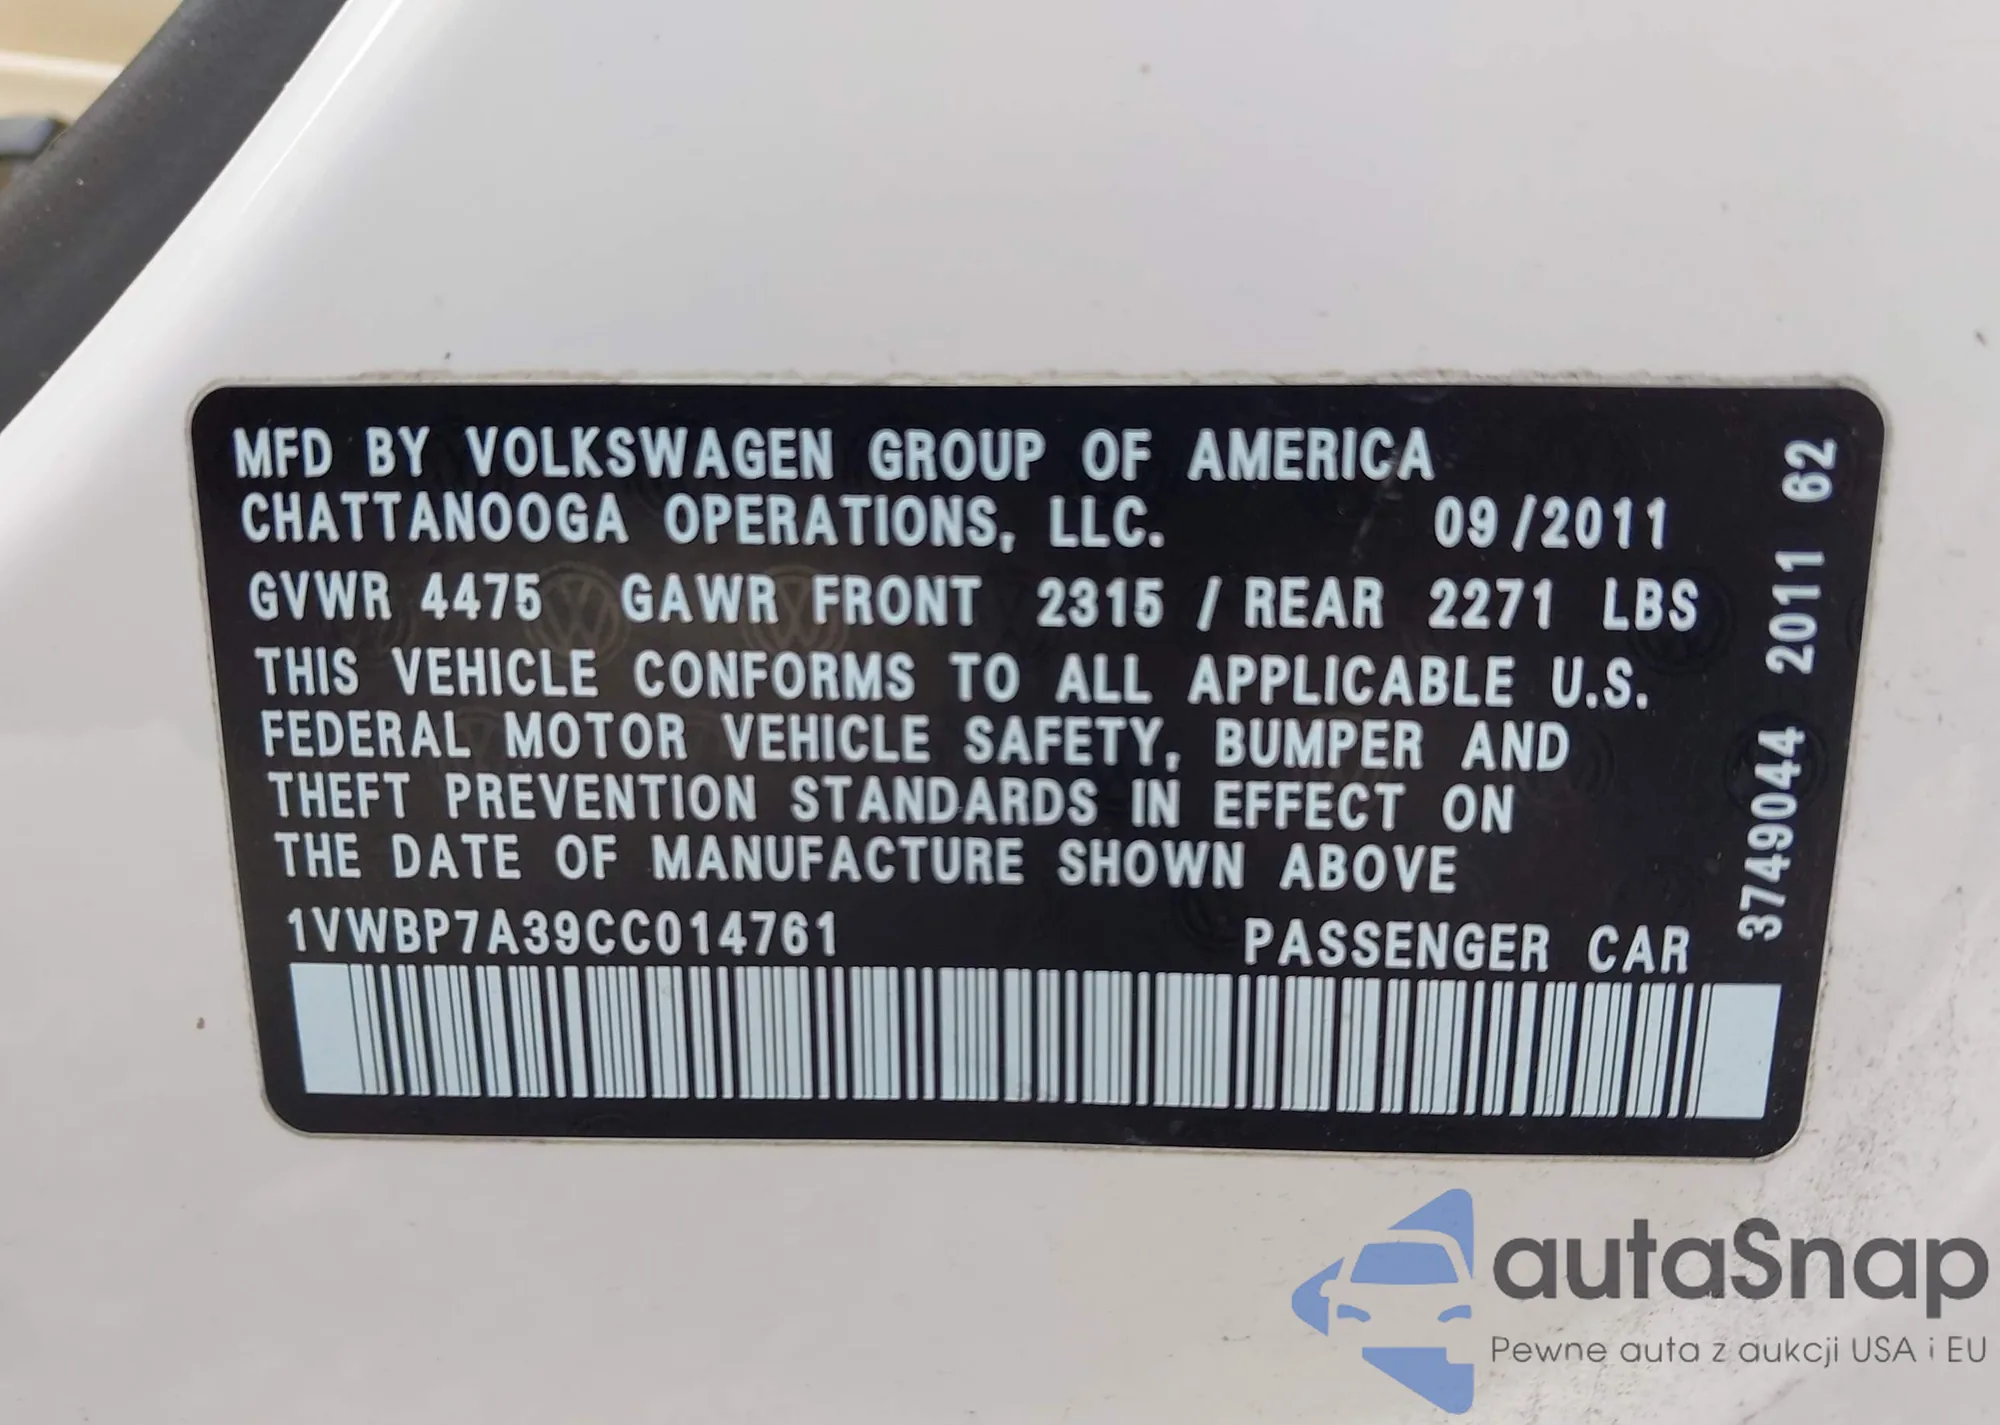 MFD BY VOLKSWAGEN GROUP OF AMERICA
CHATTANOOGA OPERATIONS, LLC. 09/2011
GVWR 4475 GAWR FRONT 2315 / REAR 2271 LBS
THIS VEHICLE CONFORMS TO ALL APPLICABLE U.S.
FEDERAL MOTOR VEHICLE SAFETY, BUMPER AND
THEFT PREVENTION STANDARDS IN EFFECT ON
THE DATE OF MANUFACTURE SHOWN ABOVE
1VWBP7A39CC014761 PASSENGER CAR
3749044 2011 62
autaSnap
Pewne auta z aukcji USA i EU